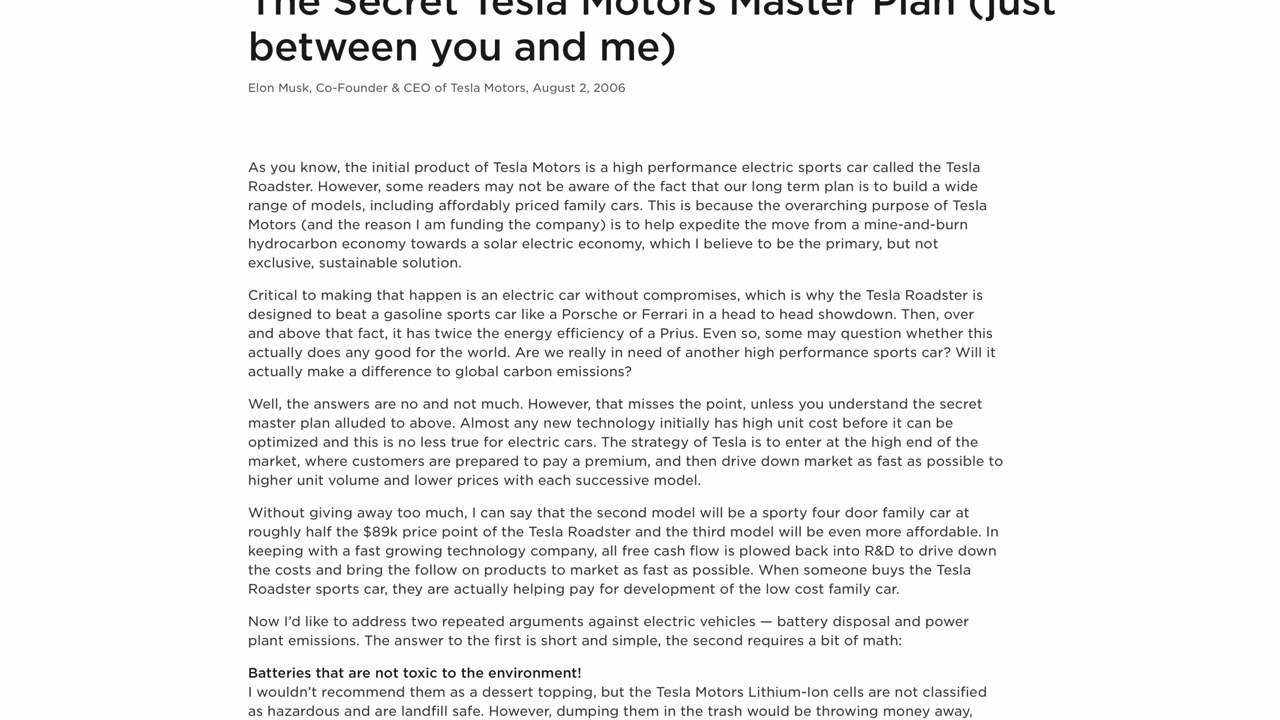 The Secret Tesla Motors Master Plan (just
between you and me)
Elon Musk, Co-Founder & CEO of Tesla Motors, August 2, 2006
As you know, the initial product of Tesla Motors is a high performance electric sports car called the Tesla
Roadster. However, some readers may not be aware of the fact that our long term plan is to build a wide
range of models, including affordably priced family cars. This is because the overarching purpose of Tesla
Motors (and the reason I am funding the company) is to help expedite the move from a mine-and-burn
hydrocarbon economy towards a solar electric economy, which I believe to be the primary, but not
exclusive, sustainable solution.
Critical to making that happen is an electric car without compromises, which is why the Tesla Roadster is
designed to beat a gasoline sports car like a Porsche or Ferrari in a head to head showdown. Then, over
and above that fact, it has twice the energy efficiency of a Prius. Even so, some may question whether this
actually does any good for the world. Are we really in need of another high performance sports car? Will it
actually make a difference to global carbon emissions?
Well, the answers are no and not much. However, that misses the point, unless you understand the secret
master plan alluded to above. Almost any new technology initially has high unit cost before it can be
optimized and this is no less true for electric cars. The strategy of Tesla is to enter at the high end of the
market, where customers are prepared to pay a premium, and then drive down market as fast as possible to
higher unit volume and lower prices with each successive model.
Without giving away too much, I can say that the second model will be a sporty four door family car at
roughly half the $89k price point of the Tesla Roadster and the third model will be even more affordable. In
keeping with a fast growing technology company, all free cash flow is plowed back into R&D to drive down
the costs and bring the follow on products to market as fast as possible. When someone buys the Tesla
Roadster sports car, they are actually helping pay for development of the low cost family car.
Now I'd like to address two repeated arguments against electric vehicles — battery disposal and power
plant emissions. The answer to the first is short and simple, the second requires a bit of math:
Batteries that are not toxic to the environment!
I wouldn't recommend them as a dessert topping, but the Tesla Motors Lithium-Ion cells are not classified
as hazardous and are landfill safe. However, dumping them in the trash would be throwing money away,